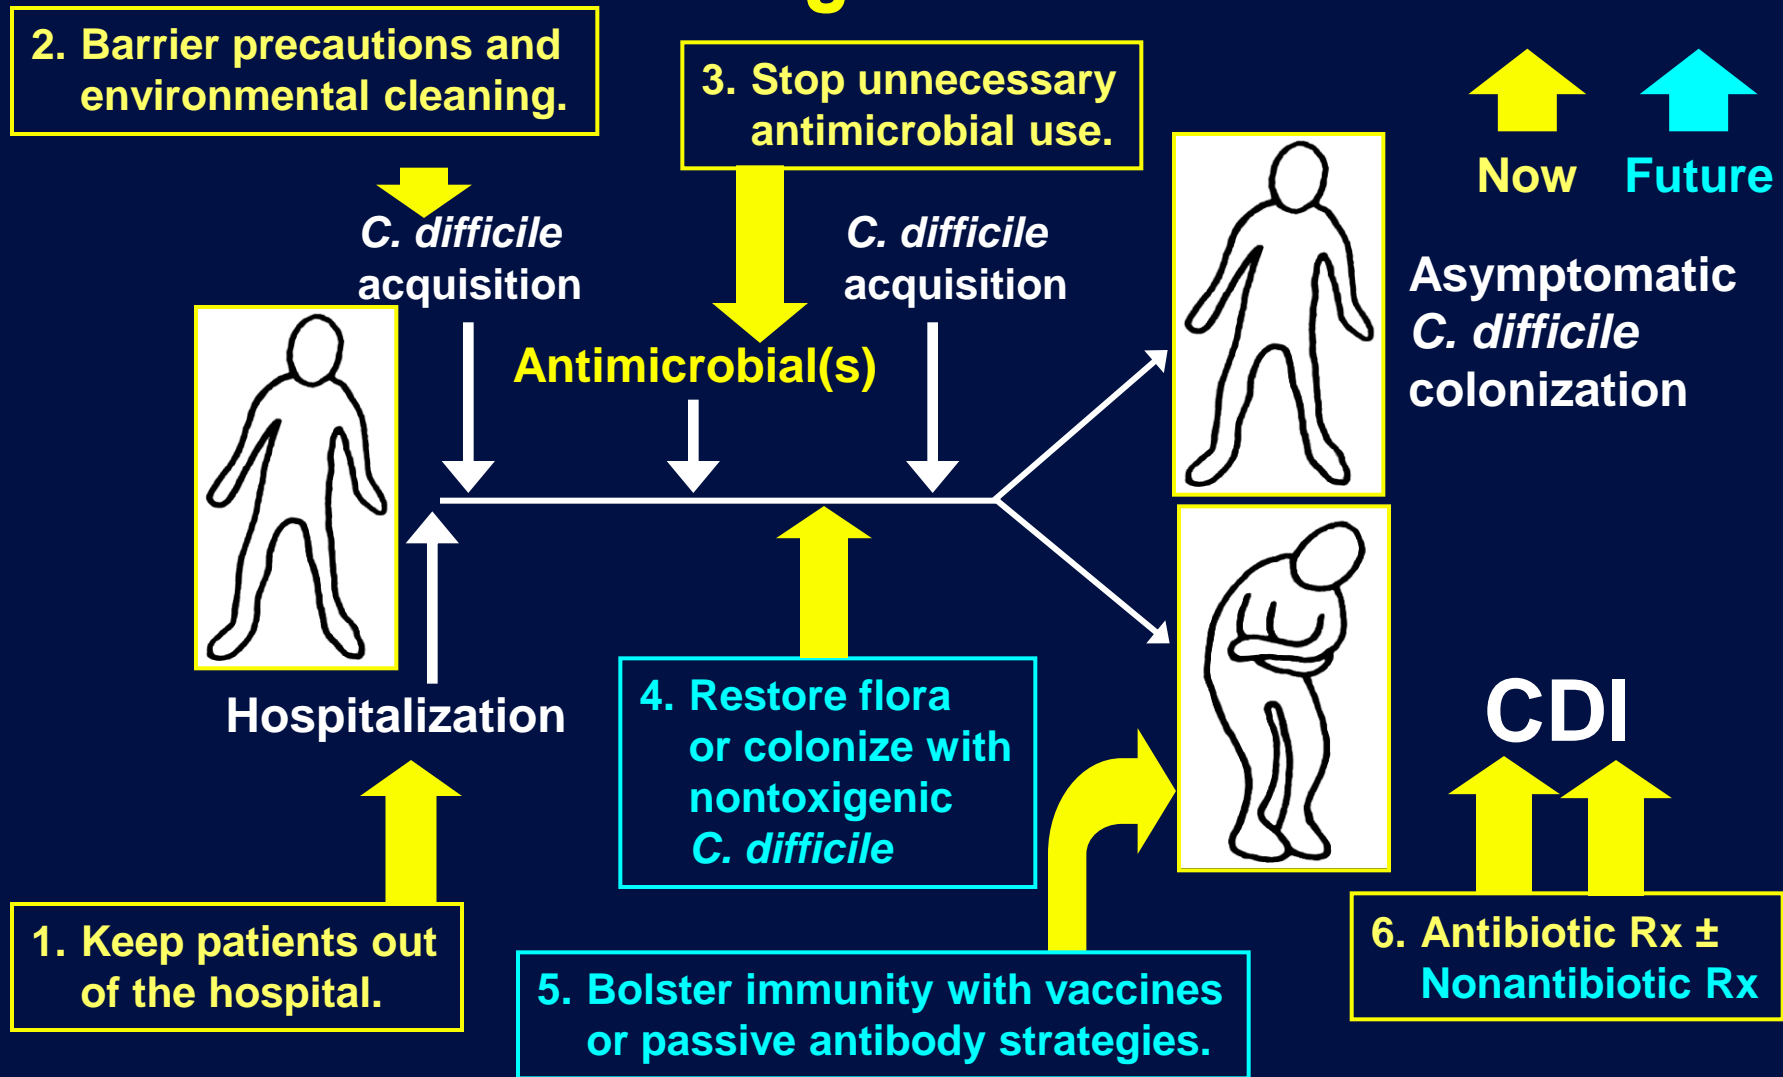 2. Barrier precautions and
environmental cleaning.
3. Stop unnecessary
antimicrobial use.
Now
Future
C. difficile
acquisition
C. difficile
acquisition
Antimicrobial(s)
Asymptomatic
C. difficile
colonization
Hospitalization
4. Restore flora
or colonize with
nontoxigenic
C. difficile
CDI
1. Keep patients out
of the hospital.
5. Bolster immunity with vaccines
or passive antibody strategies.
6. Antibiotic Rx ±
Nonantibiotic Rx